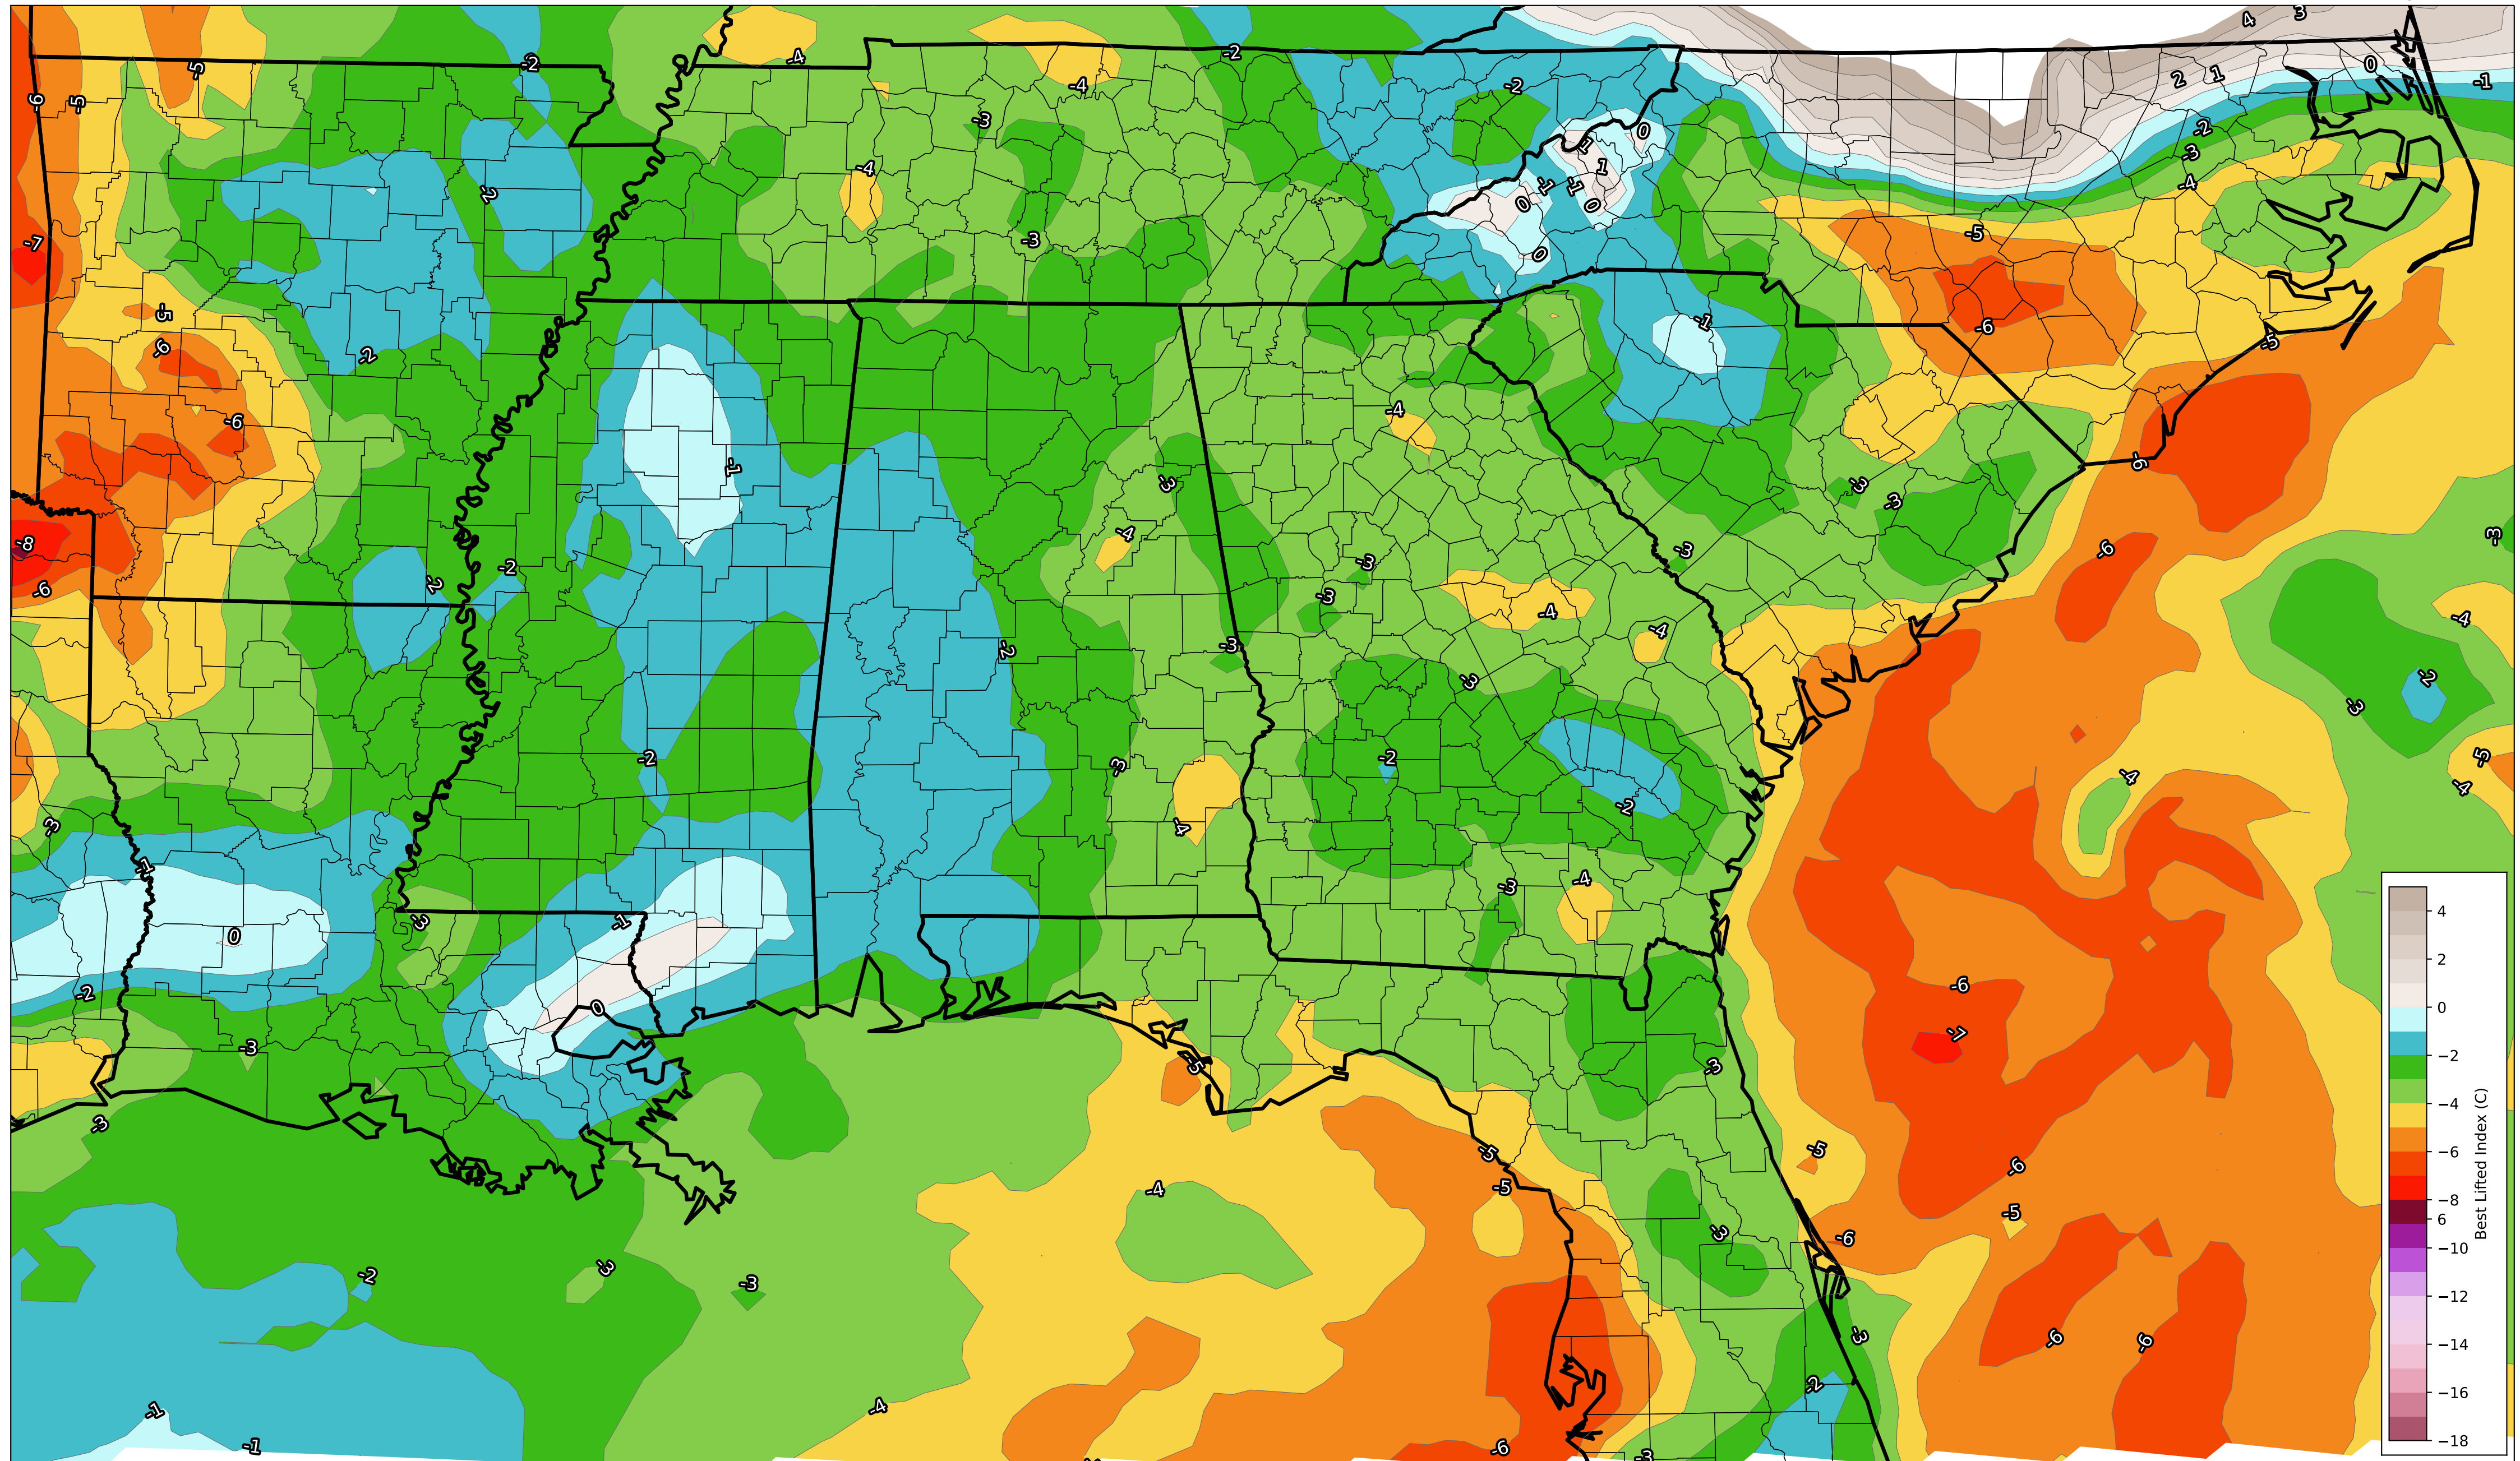 4 3
-2 -4 -2 0
-5 -4 -2 2 1 -1
-6 -5 -3 0 -2
-4 1 1 -3
-2 -1 -1 -4
0 0
-7 -3 0 -5
-5 -1 -6 -5
-6 -2
-6 -4
-1 -3 -6
-3 -3
-8 -4 -3 -6 -3
-6 -2 -2 -3
-3 -4 -4 -4
-2 -3 -3 -2
-3
-2 -3 -2 -4 -5
-3 -4 -2 -4
-1 -3 -4
0 -3 -1
-2 0 -6
-3 -5 -3 -7
-3 -5 -5
-4 -5 -6
-3 -5
-2 -3 -3 -6
-3 -6 -6
-1 -4 -2
-1 -6 -3
4
2
0
−2
−4
−6
−8
6
−10
−12
−14
−16
−18
Best Lifted Index (C)